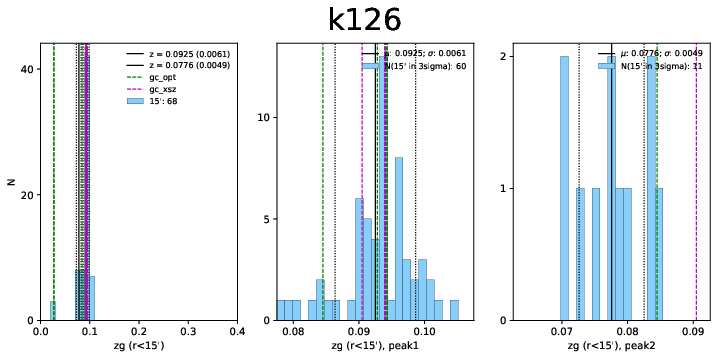 k126
z = 0.0925 (0.0061)
z = 0.0776 (0.0049)
gc_opt
gc_xsz
15': 68
N
0
20
40
0.0 0.1 0.2 0.3 0.4
zg (r<15')
μ: 0.0925; σ: 0.0061
N(15' in 3sigma): 60
0
5
10
0.08 0.09 0.10
zg (r<15'), peak1
μ: 0.0776; σ: 0.0049
N(15' in 3sigma): 11
0
1
2
0.07 0.08 0.09
zg (r<15'), peak2